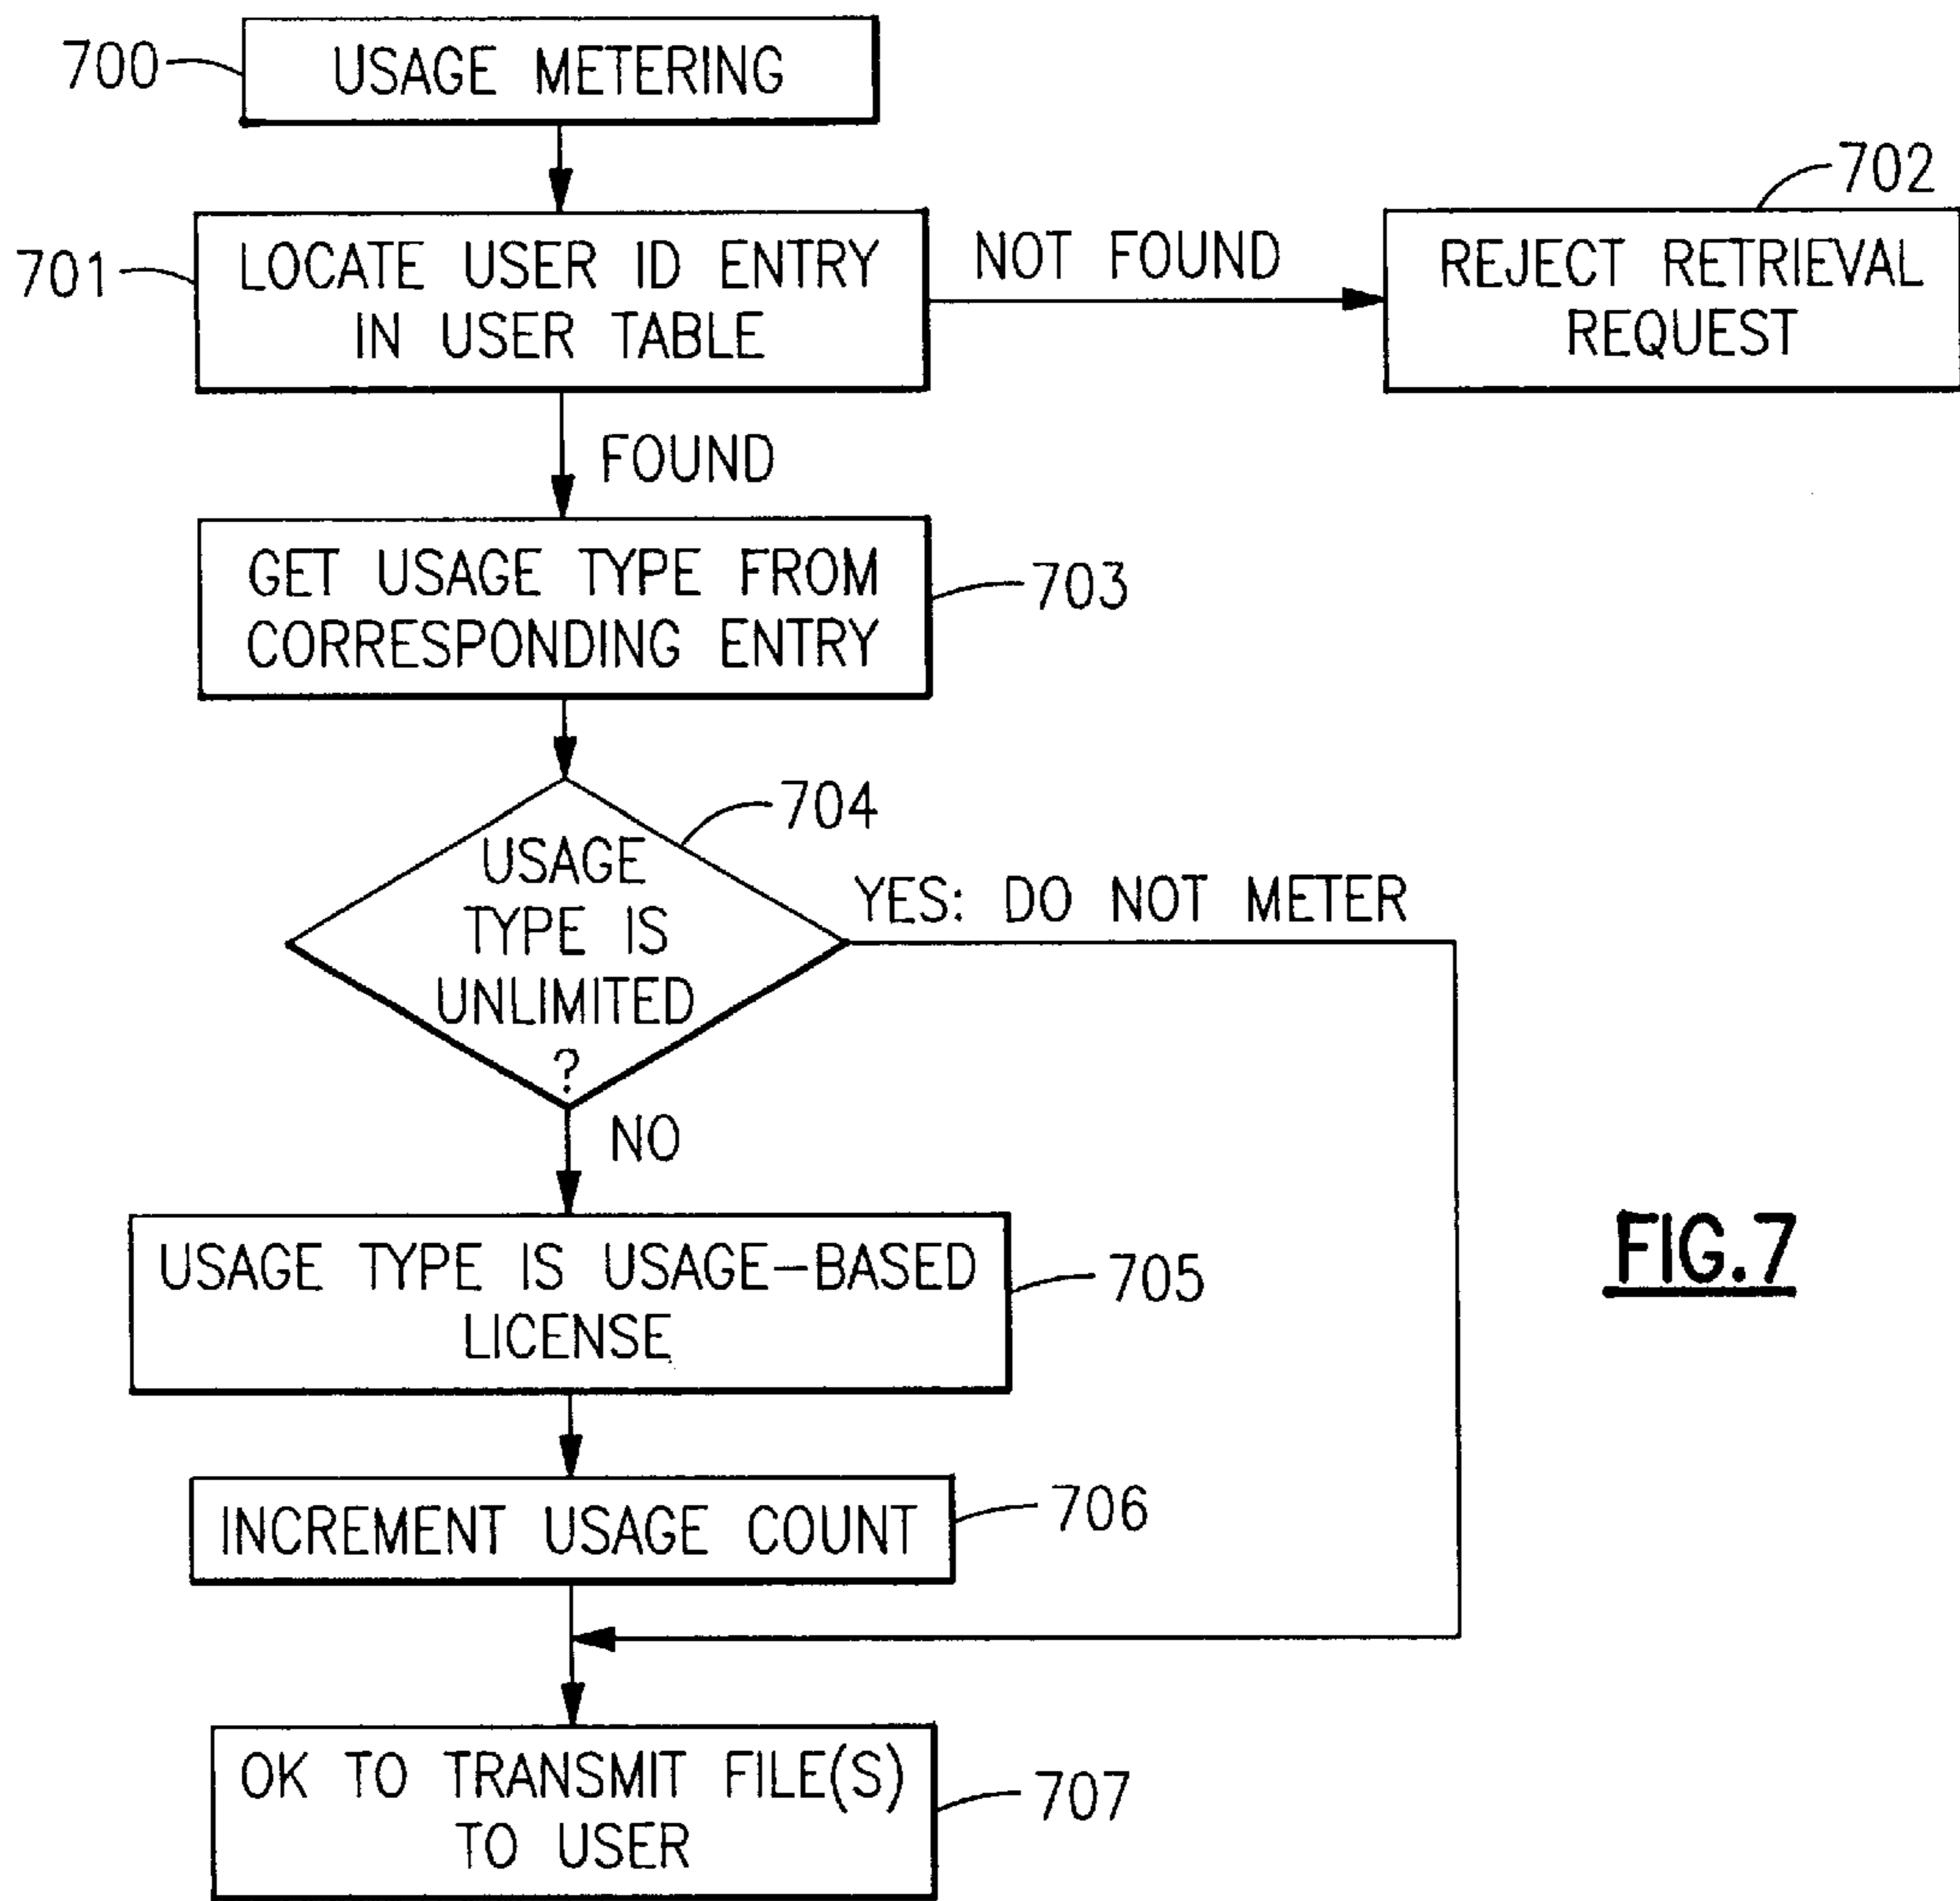 700
USAGE METERING
702
701
LOCATE USER ID ENTRY
IN USER TABLE
NOT FOUND
REJECT RETRIEVAL
REQUEST
FOUND
GET USAGE TYPE FROM
CORRESPONDING ENTRY
703
704
USAGE
TYPE IS
UNLIMITED
?
YES: DO NOT METER
NO
USAGE TYPE IS USAGE-BASED
LICENSE
705
FIG.7
INCREMENT USAGE COUNT
706
OK TO TRANSMIT FILE(S)
TO USER
707